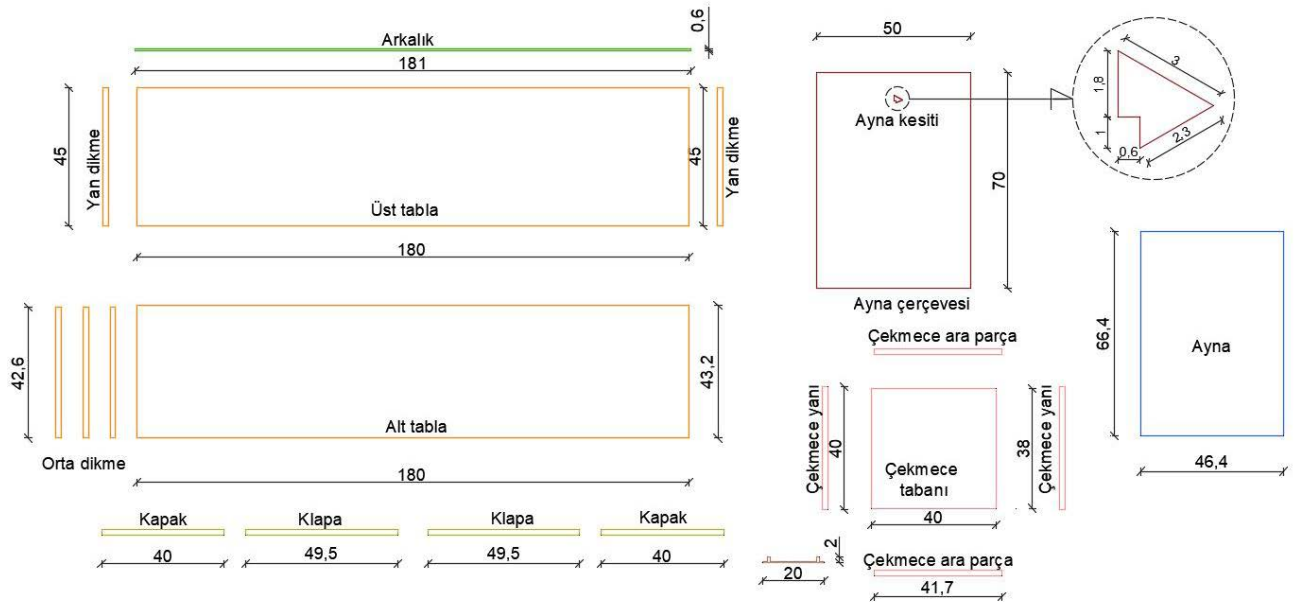 Arkalık
0,6
181
45
Yan dikme
Üst tabla
45
Yan dikme
180
42,6
Orta dikme
Alt tabla
43,2
180
Kapak
40
Klapa
49,5
Klapa
49,5
Kapak
40
50
Ayna kesiti
70
Ayna çerçevesi
3
1,8
1
0,6
2,3
Çekmece ara parça
Çekmece yanı
40
Çekmece
tabanı
40
38
Çekmece yanı
2
20
Çekmece ara parça
41,7
66,4
Ayna
46,4